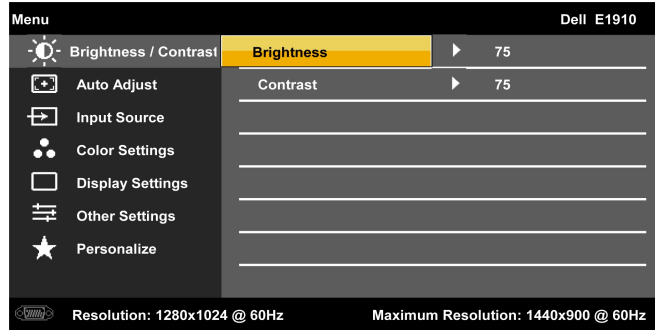 Menu Dell E1910
Brightness / Contrast Brightness 75
Auto Adjust Contrast 75
Input Source
Color Settings
Display Settings
Other Settings
Personalize
Resolution: 1280x1024 @ 60Hz Maximum Resolution: 1440x900 @ 60Hz